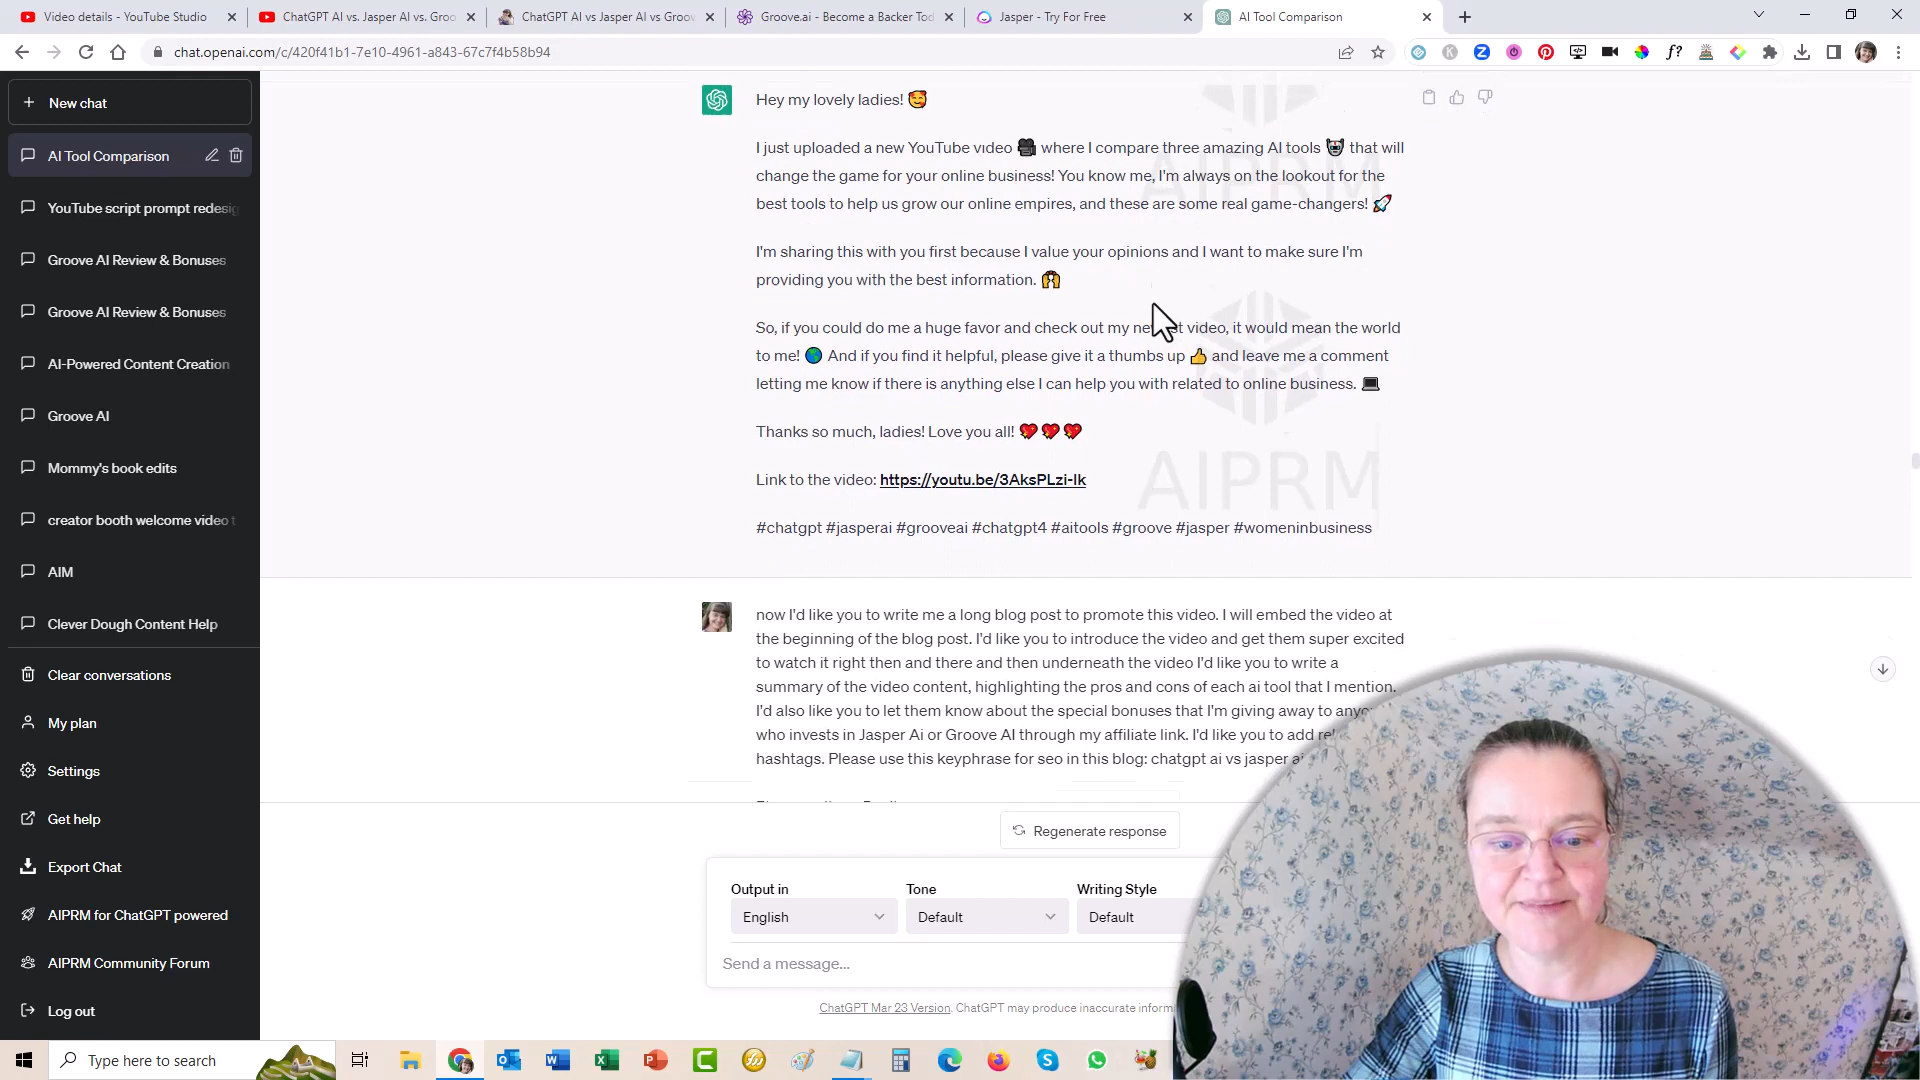 Video details - YouTube Studio
ChatGPT AI vs. Jasper AI vs. Groo
ChatGPT AI vs Jasper AI vs Groov
Groove.ai - Become a Backer Tod
Jasper - Try For Free
AI Tool Comparison
chat.openai.com/c/420f41b1-7e10-4961-a843-67c7f4b58b94
New chat
AI Tool Comparison
YouTube script prompt redesig
Groove AI Review & Bonuses
Groove AI Review & Bonuses
AI-Powered Content Creation
Groove AI
Mommy's book edits
creator booth welcome video t
AIM
Clever Dough Content Help
Clear conversations
My plan
Settings
Get help
Export Chat
AIPRM for ChatGPT powered
AIPRM Community Forum
Log out
Hey my lovely ladies! 🥰
I just uploaded a new YouTube video 🎥 where I compare three amazing AI tools 🤖 that will
change the game for your online business! You know me, I'm always on the lookout for the
best tools to help us grow our online empires, and these are some real game-changers! 🚀
I'm sharing this with you first because I value your opinions and I want to make sure I'm
providing you with the best information. 🙌
So, if you could do me a huge favor and check out my video, it would mean the world
to me! 🌎 And if you find it helpful, please give it a thumbs up 👍 and leave me a comment
letting me know if there is anything else I can help you with related to online business. 💻
Thanks so much, ladies! Love you all! 💖💖💖
Link to the video: https://youtu.be/3AksPLzi-Ik
#chatgpt #jasperai #grooveai #chatgpt4 #aitools #groove #jasper #womeninbusiness
AIPRM
AIPRM
now I'd like you to write me a long blog post to promote this video. I will embed the video at
the beginning of the blog post. I'd like you to introduce the video and get them super excited
to watch it right then and there and then underneath the video I'd like you to write a
summary of the video content, highlighting the pros and cons of each ai tool that I mention.
I'd also like you to let them know about the special bonuses that I'm giving away to
who invests in Jasper Ai or Groove AI through my affiliate link. I'd like you to add
hashtags. Please use this keyphrase for seo in this blog: chatgpt ai vs jasper
Regenerate response
Output in
Tone
Writing Style
English
Default
Default
Send a message...
ChatGPT Mar 23 Version. ChatGPT may produce inaccurate
Type here to search